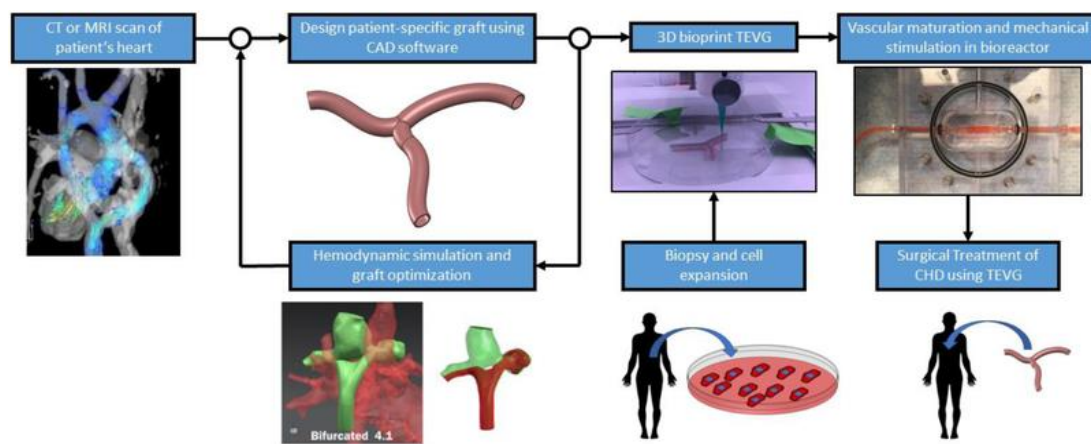 CT or MRI scan of
patient's heart
Design patient-specific graft using
CAD software
3D bioprint TEVG
Vascular maturation and mechanical
stimulation in bioreactor
Hemodynamic simulation and
graft optimization
Biopsy and cell
expansion
Surgical Treatment of
CHD using TEVG
Bifurcated 4.1